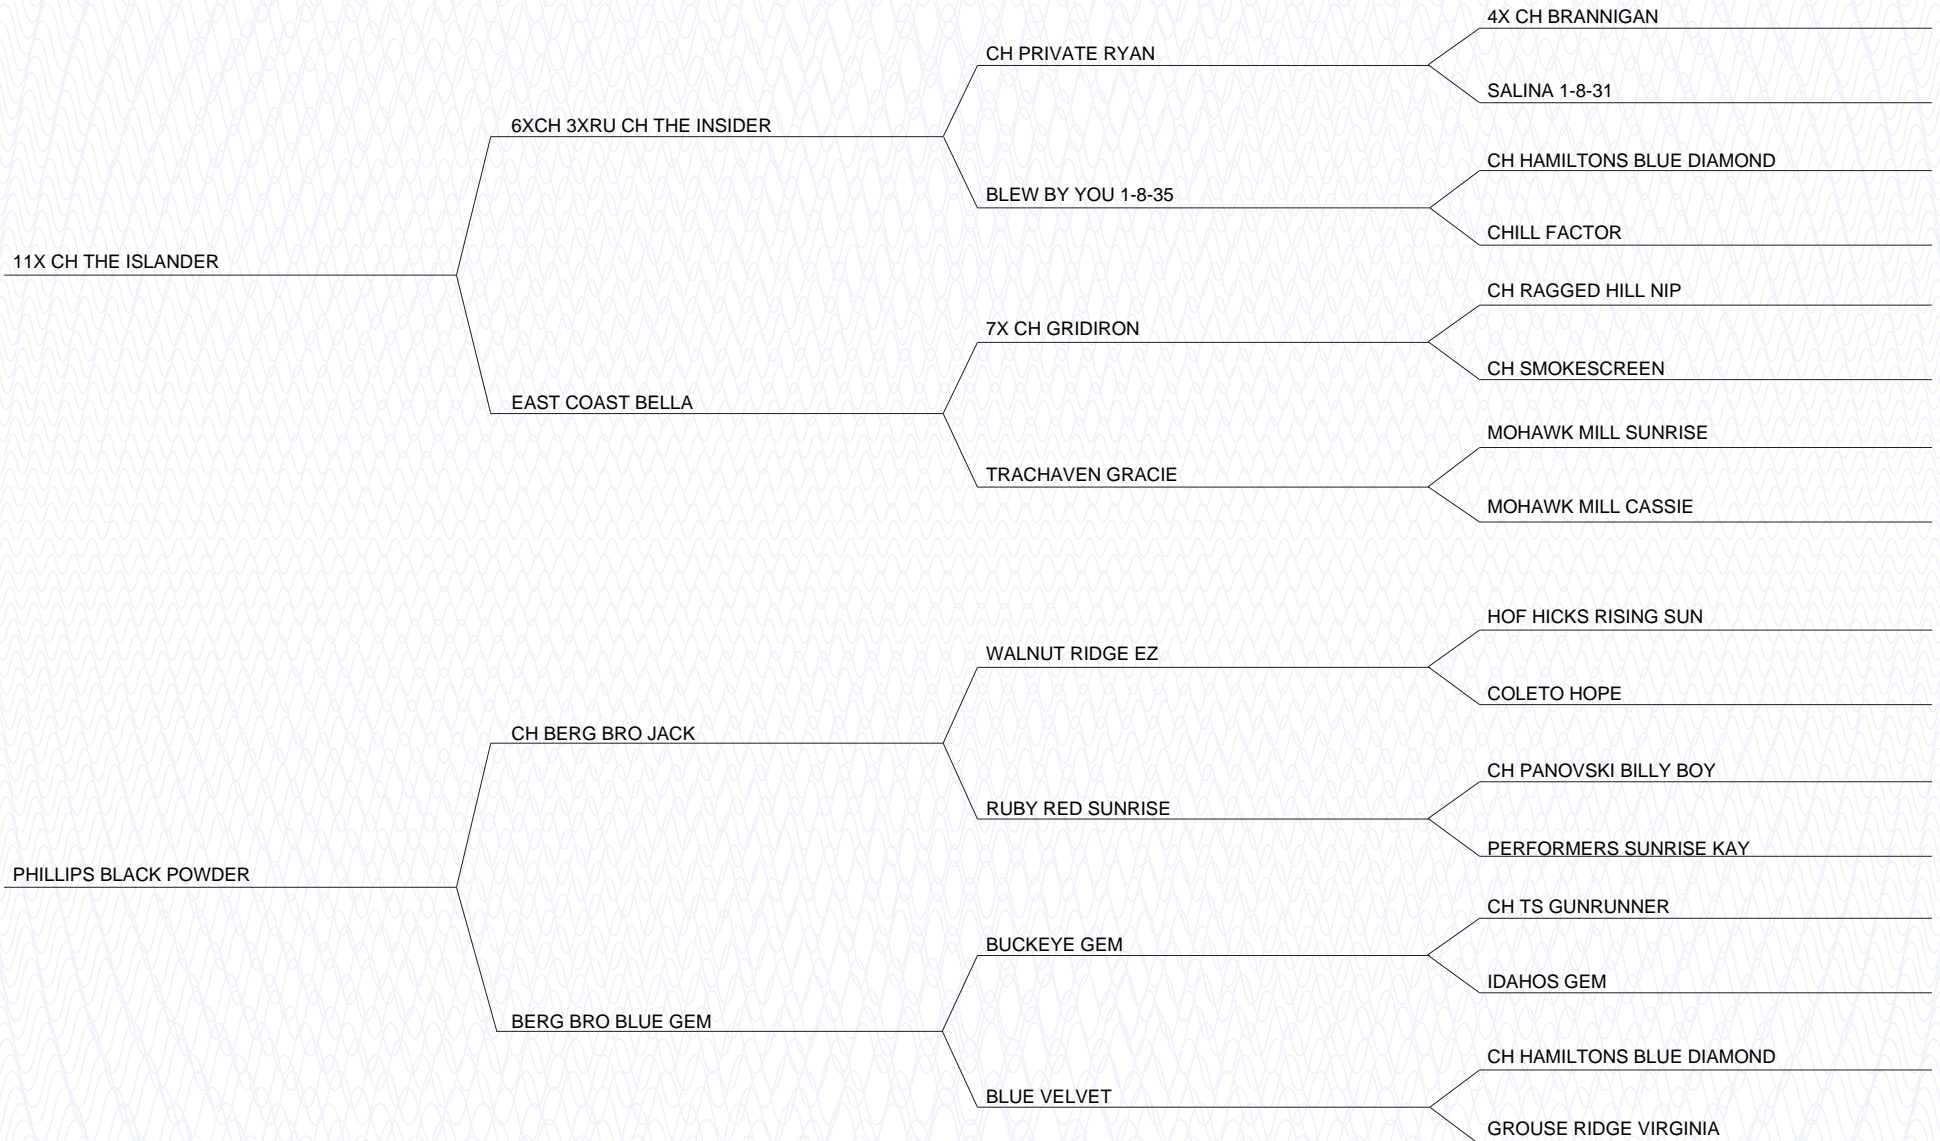 4X CH BRANNIGAN
CH PRIVATE RYAN
SALINA 1-8-31
6XCH 3XRU CH THE INSIDER
CH HAMILTONS BLUE DIAMOND
BLEW BY YOU 1-8-35
CHILL FACTOR
11X CH THE ISLANDER
CH RAGGED HILL NIP
7X CH GRIDIRON
CH SMOKESCREEN
EAST COAST BELLA
MOHAWK MILL SUNRISE
TRACHAVEN GRACIE
MOHAWK MILL CASSIE
HOF HICKS RISING SUN
WALNUT RIDGE EZ
COLETO HOPE
CH BERG BRO JACK
CH PANOVSKI BILLY BOY
RUBY RED SUNRISE
PERFORMERS SUNRISE KAY
PHILLIPS BLACK POWDER
CH TS GUNRUNNER
BUCKEYE GEM
IDAHOS GEM
BERG BRO BLUE GEM
CH HAMILTONS BLUE DIAMOND
BLUE VELVET
GROUSE RIDGE VIRGINIA